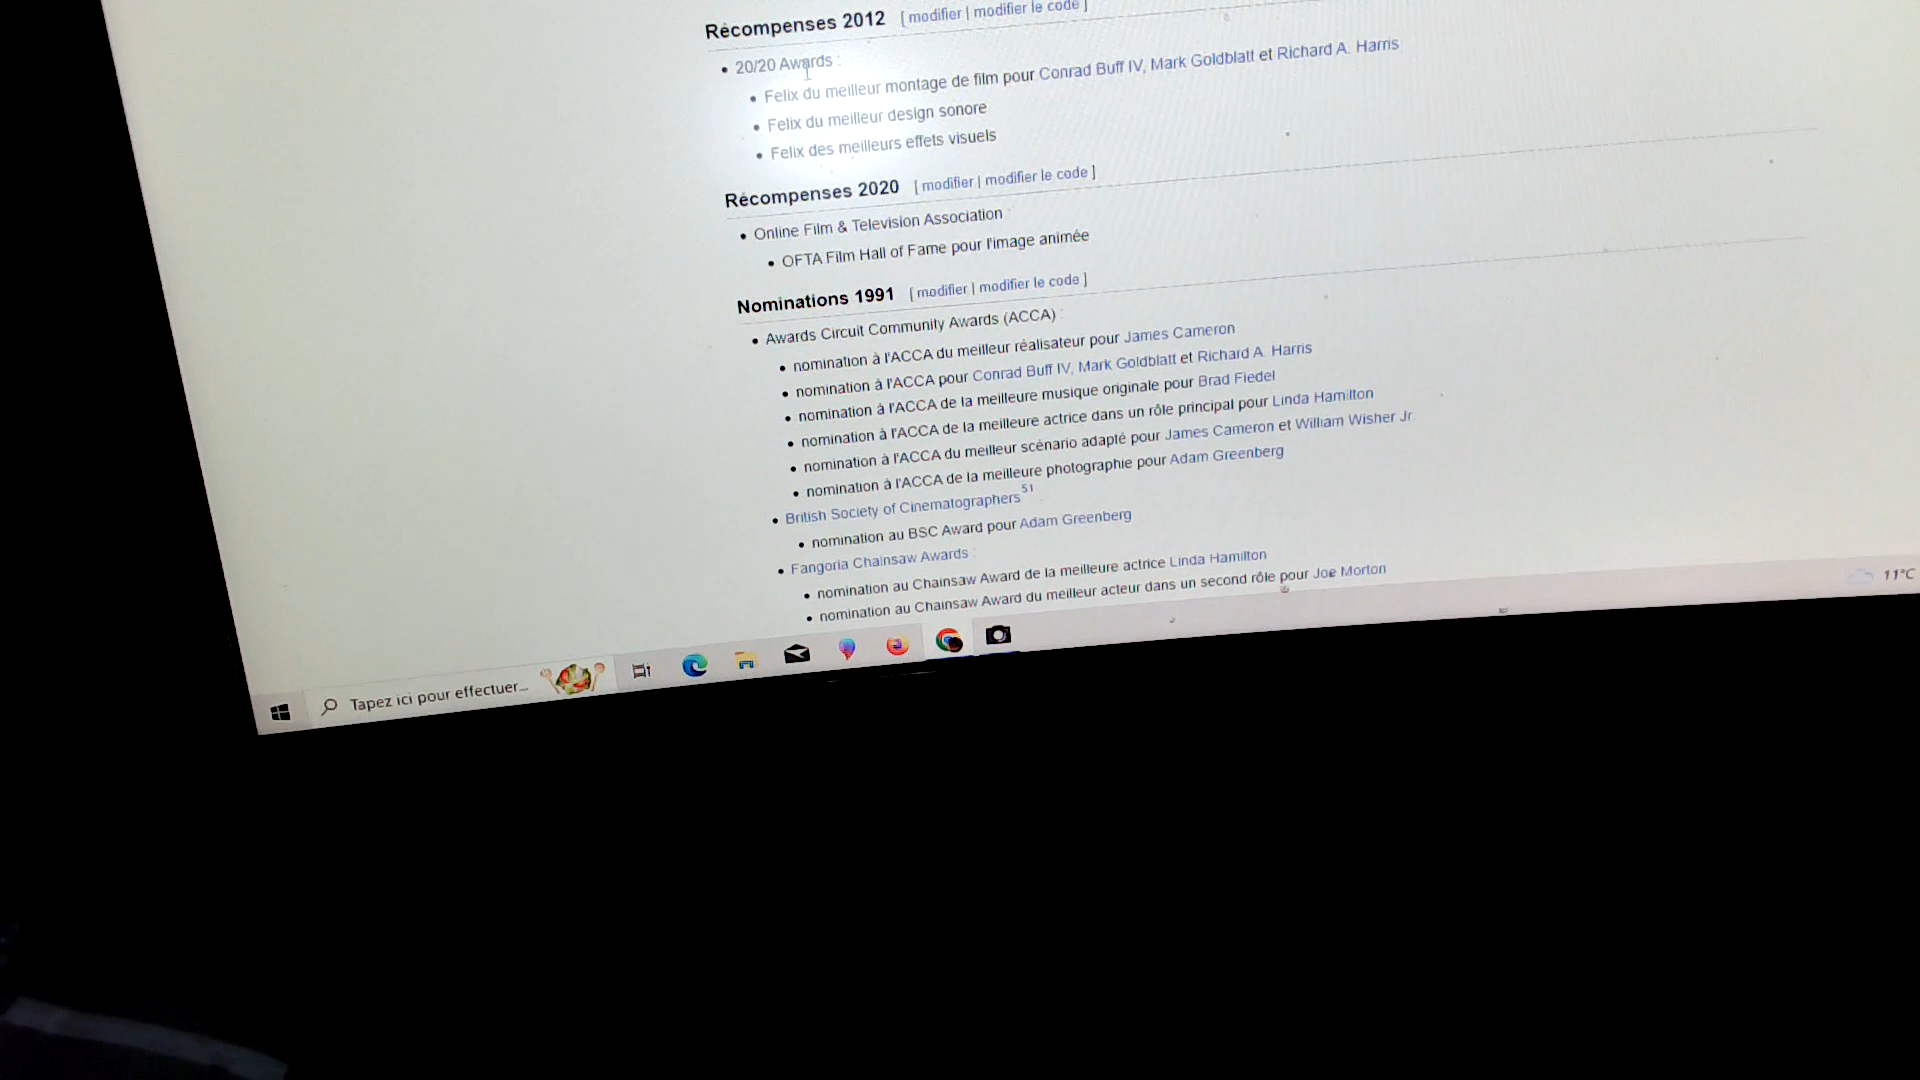 Récompenses 2012 [ modifier | modifier le code ]
20/20 Awards :
Felix du meilleur montage de film pour Conrad Buff IV, Mark Goldblatt et Richard A. Harris
Felix du meilleur design sonore
Felix des meilleurs effets visuels
Récompenses 2020 [ modifier | modifier le code ]
Online Film & Television Association :
OFTA Film Hall of Fame pour l'image animée
Nominations 1991 [ modifier | modifier le code ]
Awards Circuit Community Awards (ACCA) :
nomination à l'ACCA du meilleur réalisateur pour James Cameron
nomination à l'ACCA pour Conrad Buff IV, Mark Goldblatt et Richard A. Harris
nomination à l'ACCA de la meilleure musique originale pour Brad Fiedel
nomination à l'ACCA de la meilleure actrice dans un rôle principal pour Linda Hamilton
nomination à l'ACCA du meilleur scénario adapté pour James Cameron et William Wisher Jr.
nomination à l'ACCA de la meilleure photographie pour Adam Greenberg
British Society of Cinematographers51
nomination au BSC Award pour Adam Greenberg
Fangoria Chainsaw Awards :
nomination au Chainsaw Award de la meilleure actrice Linda Hamilton
nomination au Chainsaw Award du meilleur acteur dans un second rôle pour Joe Morton
11°C
Tapez ici pour effectuer...